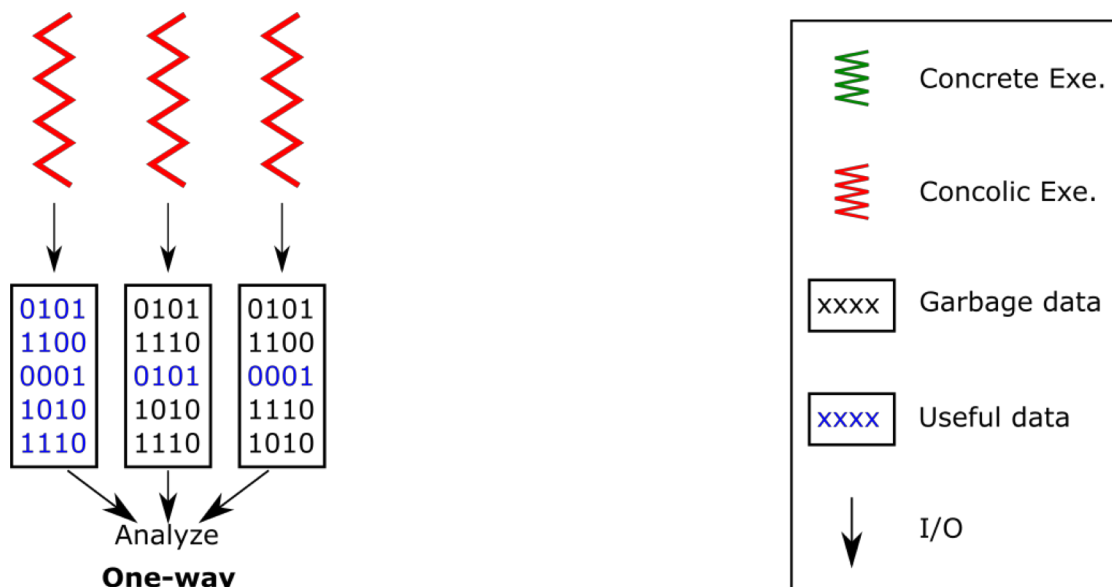 0101
1100
0001
1010
1110
0101
1110
0101
1010
1110
0101
1100
0001
1110
1010
Analyze
One-way
Concrete Exe.
Concolic Exe.
xxxx Garbage data
xxxx Useful data
I/O